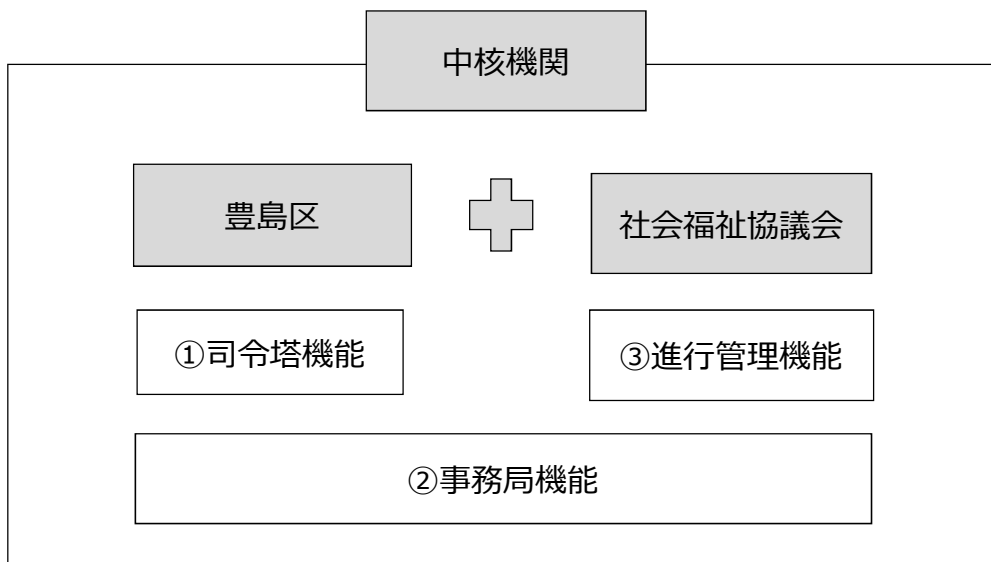 中核機関
豊島区
社会福祉協議会
①司令塔機能
③進行管理機能
②事務局機能